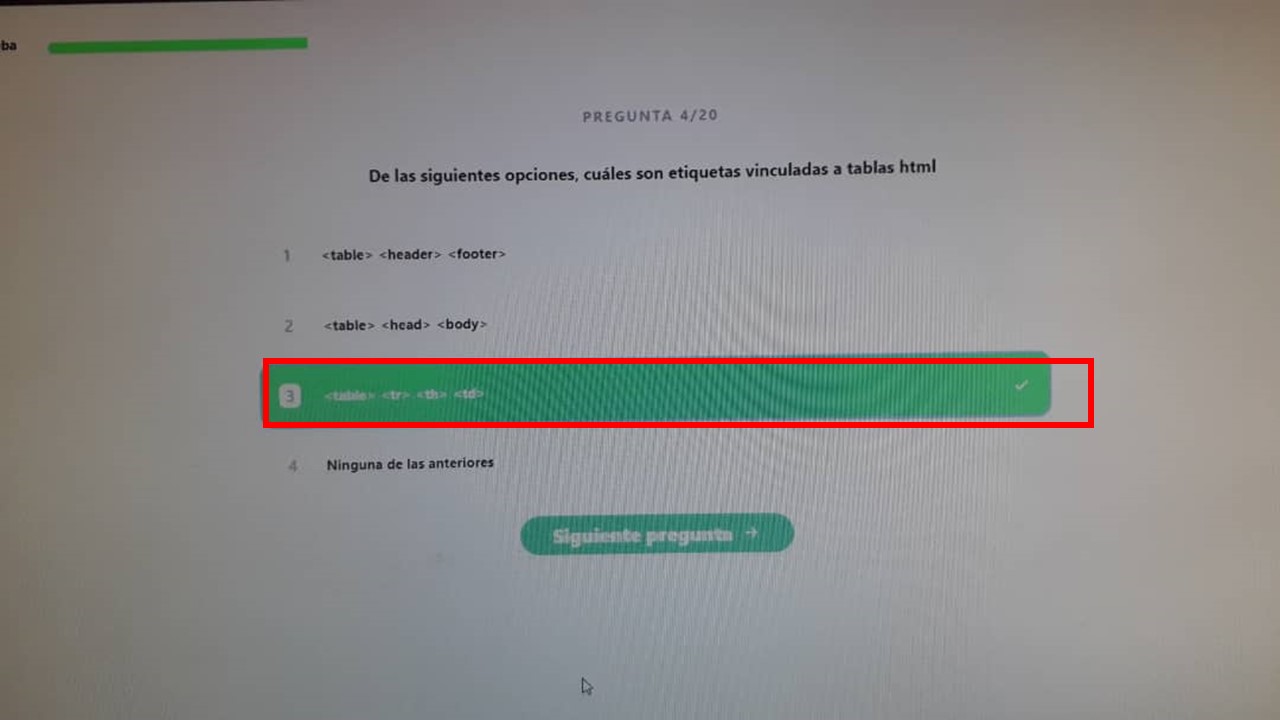 ba
PREGUNTA 4/20
De las siguientes opciones, cuáles son etiquetas vinculadas a tablas html
1 <table> <header> <footer>
2 <table> <head> <body>
3 <table> <tr> <th> <td>
4 Ninguna de las anteriores
Siguiente pregunta →